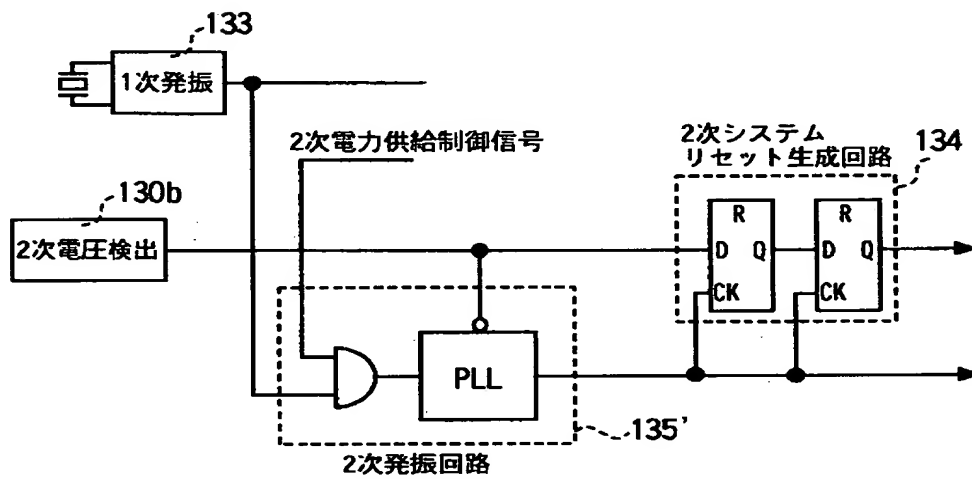 133
1次発振
2次電力供給制御信号
2次システム
リセット生成回路
134
130b
2次電圧検出
R
D Q
CK
R
D Q
CK
PLL
135'
2次発振回路